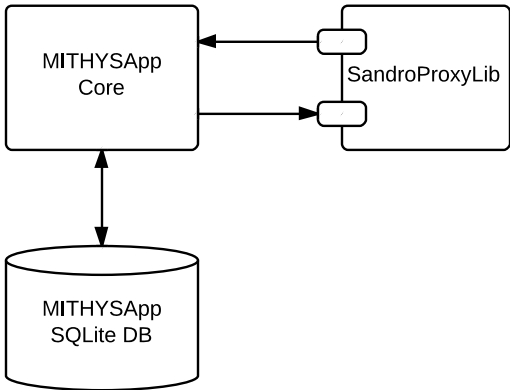 MITHYSApp
Core
SandroProxyLib
MITHYSApp
SQLite DB